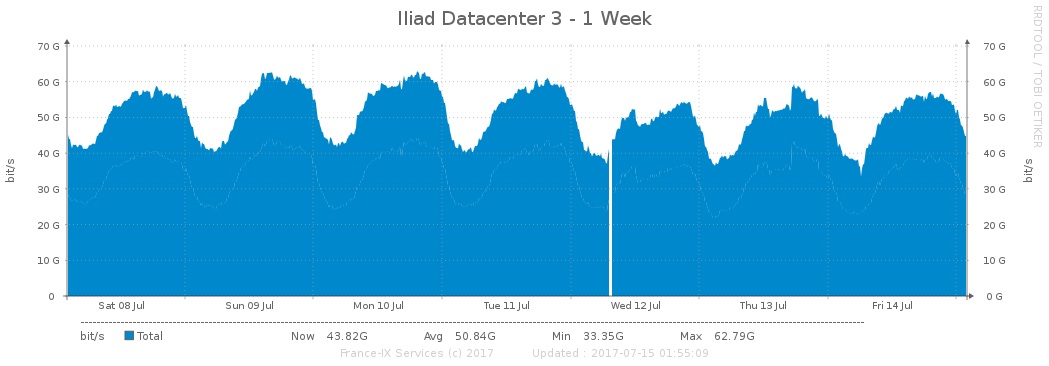 Iliad Datacenter 3 - 1 Week
RRDTOOL / TOBI OETIKER
70 G 70 G
60 G 60 G
50 G 50 G
40 G 40 G
30 G 30 G
20 G 20 G
10 G 10 G
0 0 G
bit/s bit/s
Sat 08 Jul Sun 09 Jul Mon 10 Jul Tue 11 Jul Wed 12 Jul Thu 13 Jul Fri 14 Jul
bit/s Total Now 43.82G Avg 50.84G Min 33.35G Max 62.79G
France-IX Services (c) 2017 Updated : 2017-07-15 01:55:09